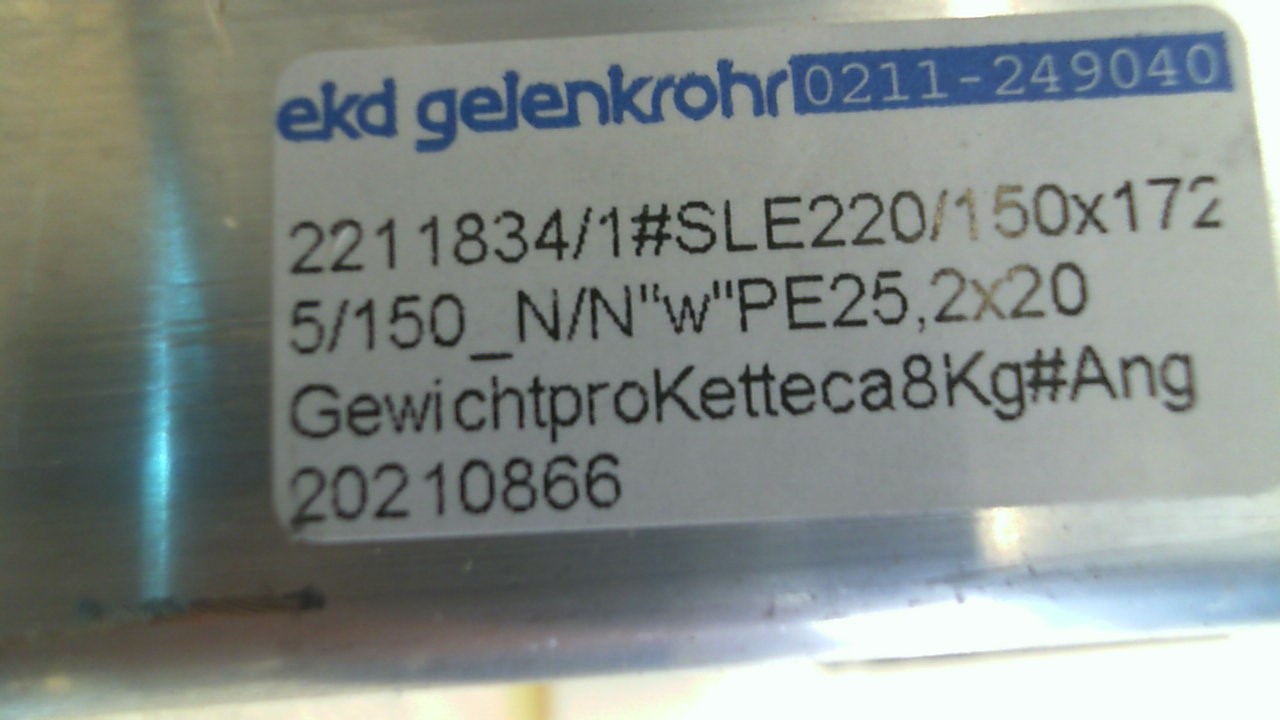 ekd gelenkrohr 0211-249040
2211834/1#SLE220/150x172
5/150_N/N"w"PE25,2x20
GewichtproKetteca8Kg#Ang
20210866